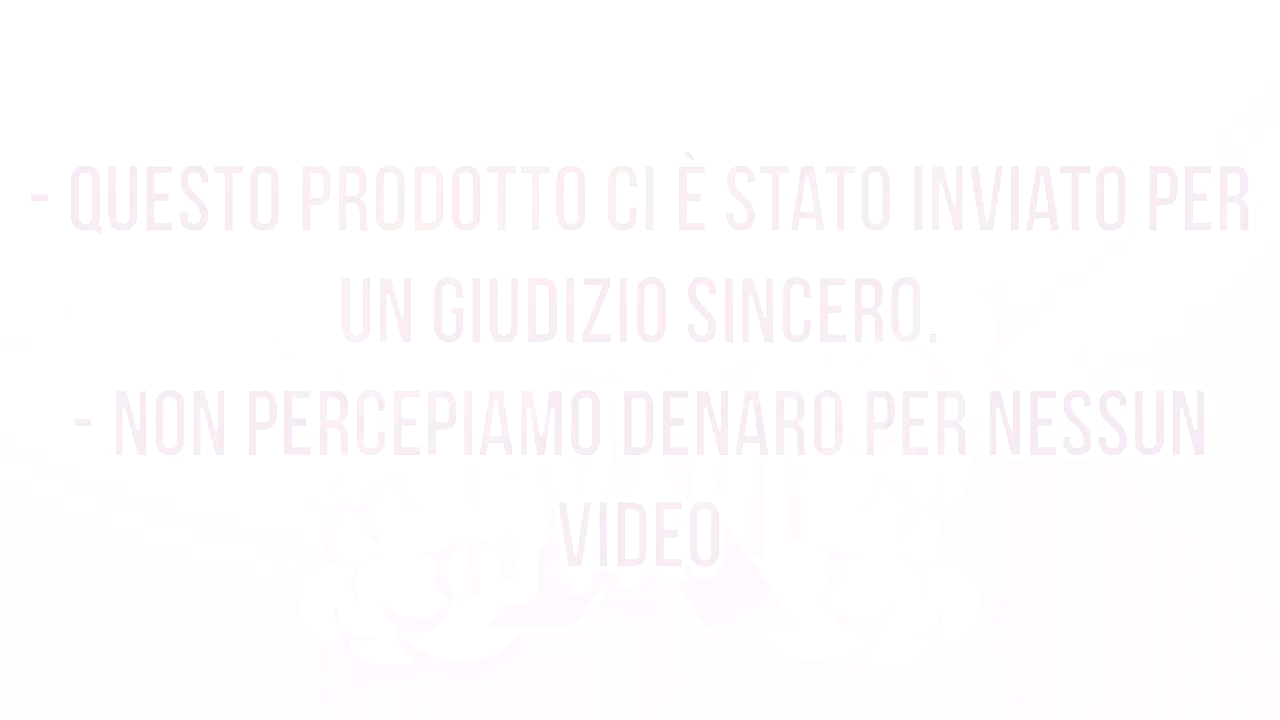 - QUESTO PRODOTTO CI È STATO INVIATO PER
UN GIUDIZIO SINCERO.
- NON PERCEPIAMO DENARO PER NESSUN
VIDEO